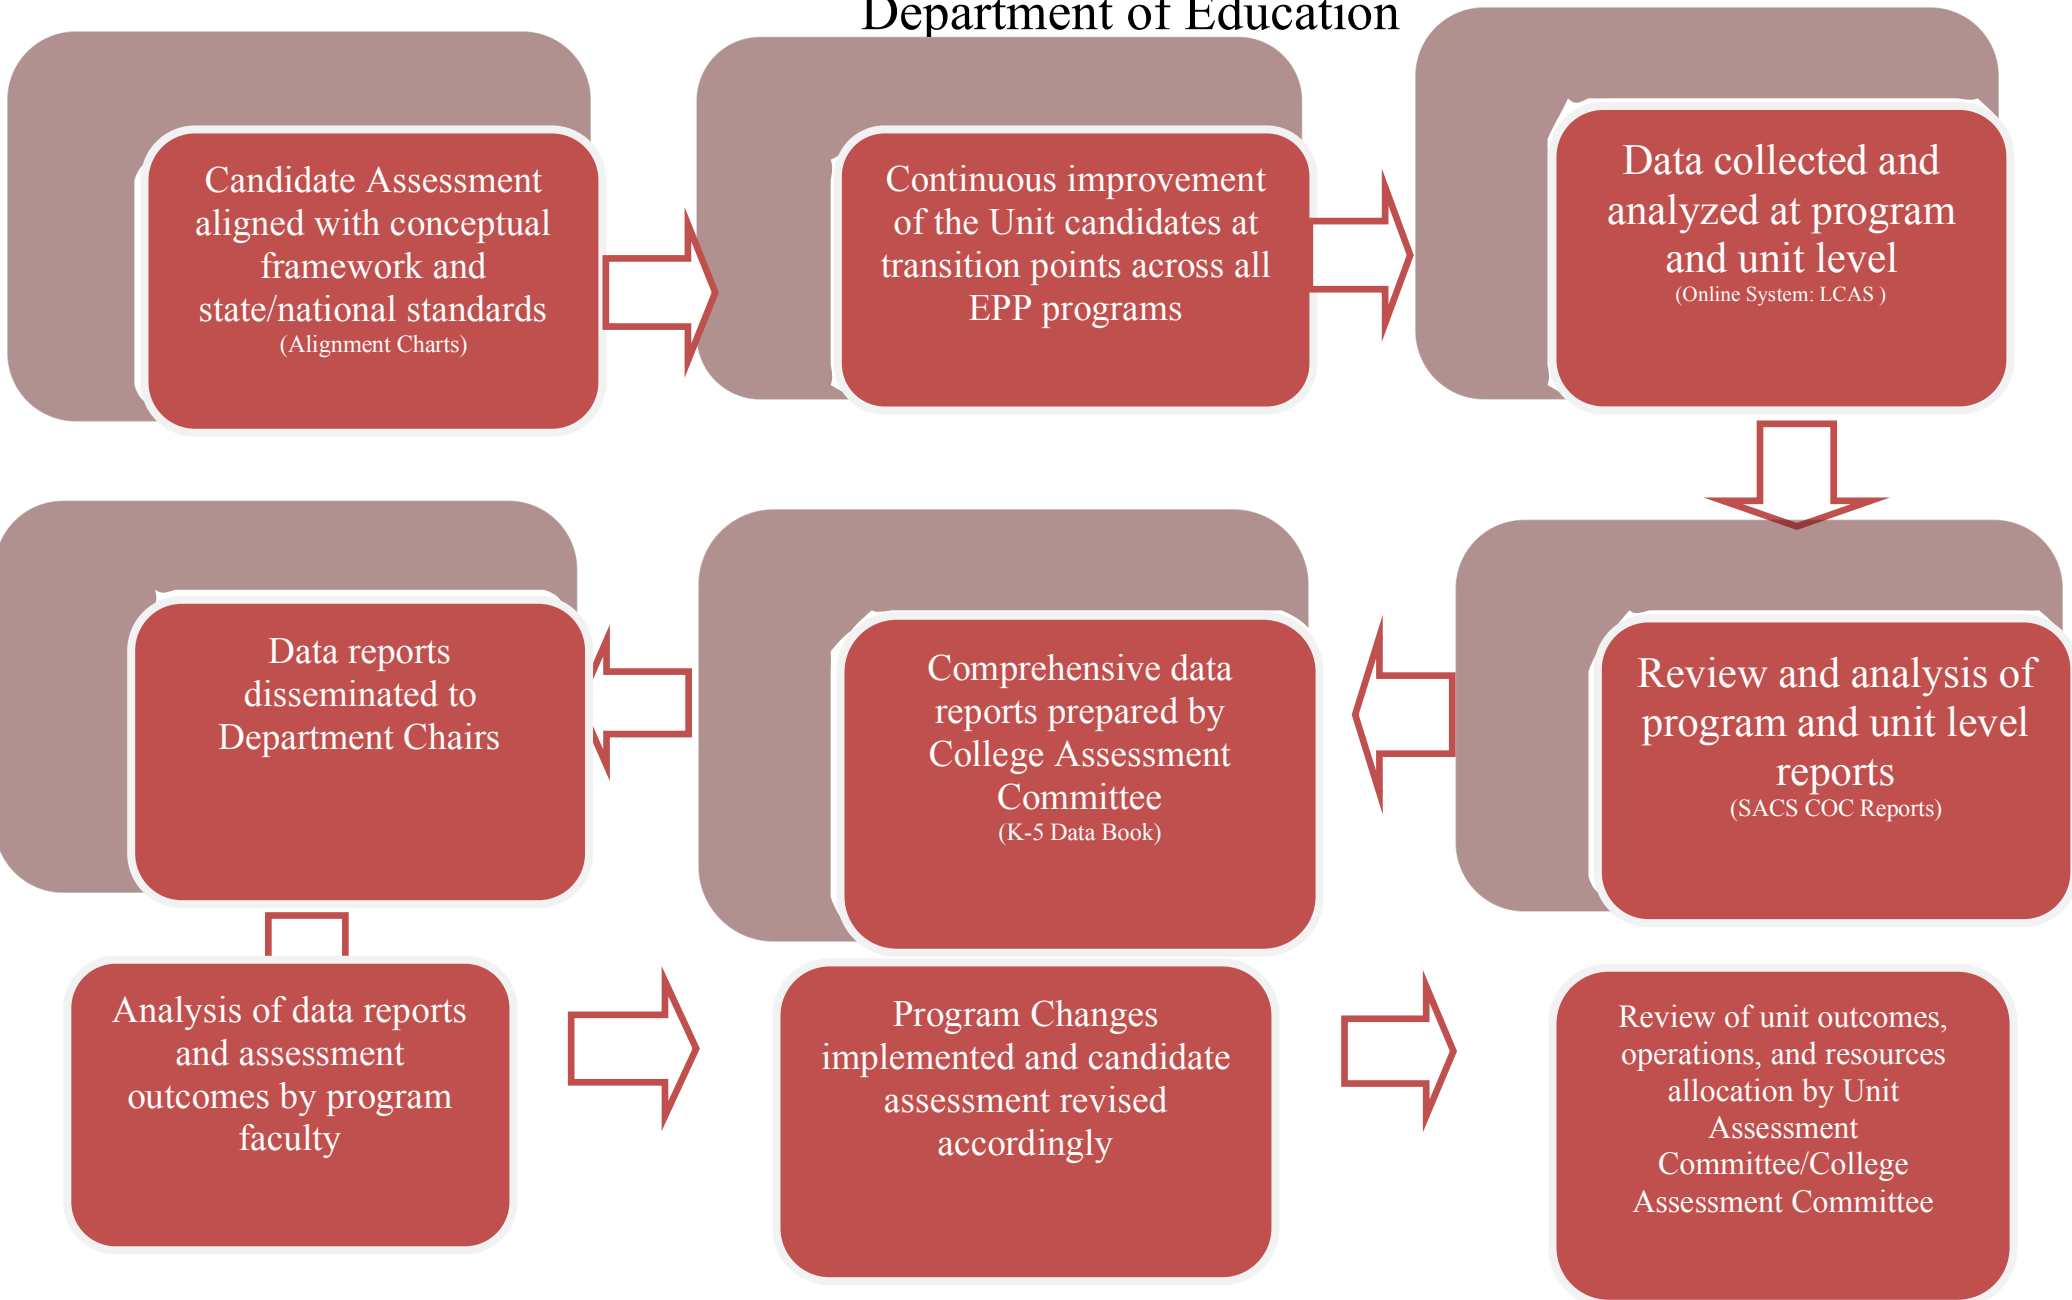 Department of Education
Candidate Assessment
aligned with conceptual
framework and
state/national standards
(Alignment Charts)
Continuous improvement
of the Unit candidates at
transition points across all
EPP programs
Data collected and
analyzed at program
and unit level
(Online System: LCAS )
Data reports
disseminated to
Department Chairs
Comprehensive data
reports prepared by
College Assessment
Committee
(K-5 Data Book)
Review and analysis of
program and unit level
reports
(SACS COC Reports)
Analysis of data reports
and assessment
outcomes by program
faculty
Program Changes
implemented and candidate
assessment revised
accordingly
Review of unit outcomes,
operations, and resources
allocation by Unit
Assessment
Committee/College
Assessment Committee